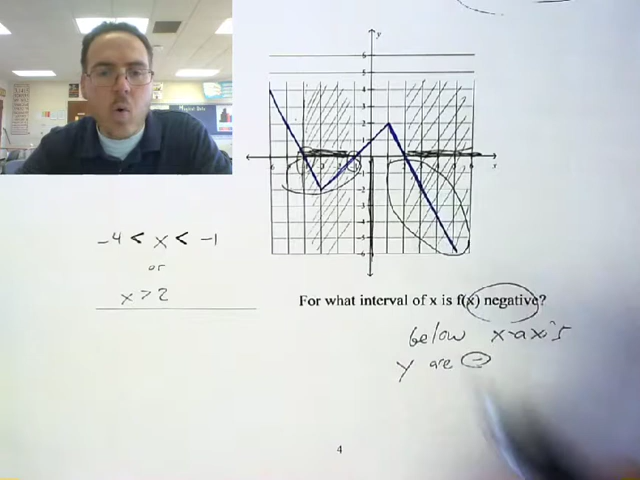 y
x
-4 < x < -1
or
x > 2
For what interval of x is f(x) negative?
below x-axis
y are -
4